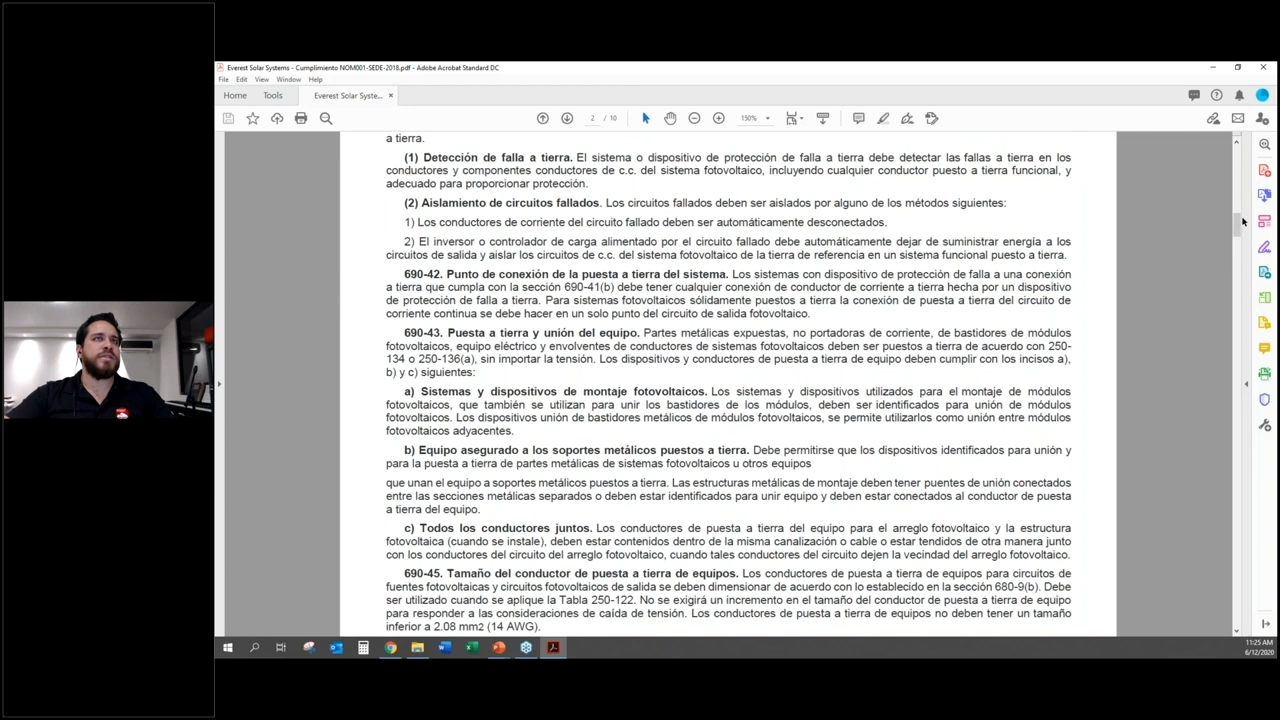 Everest Solar Systems - Cumplimiento NOM001-SEDE-2018.pdf - Adobe Acrobat Standard DC
File Edit View Window Help
Home Tools Everest Solar Syste... ×
2 / 10 150%
a tierra.
(1) Detección de falla a tierra. El sistema o dispositivo de protección de falla a tierra debe detectar las fallas a tierra en los
conductores y componentes conductores de c.c. del sistema fotovoltaico, incluyendo cualquier conductor puesto a tierra funcional, y
adecuado para proporcionar protección.
(2) Aislamiento de circuitos fallados. Los circuitos fallados deben ser aislados por alguno de los métodos siguientes:
1) Los conductores de corriente del circuito fallado deben ser automáticamente desconectados.
2) El inversor o controlador de carga alimentado por el circuito fallado debe automáticamente dejar de suministrar energía a los
circuitos de salida y aislar los circuitos de c.c. del sistema fotovoltaico de la tierra de referencia en un sistema funcional puesto a tierra.
690-42. Punto de conexión de la puesta a tierra del sistema. Los sistemas con dispositivo de protección de falla a una conexión
a tierra que cumpla con la sección 690-41(b) debe tener cualquier conexión de conductor de corriente a tierra hecha por un dispositivo
de protección de falla a tierra. Para sistemas fotovoltaicos sólidamente puestos a tierra la conexión de puesta a tierra del circuito de
corriente continua se debe hacer en un solo punto del circuito de salida fotovoltaico.
690-43. Puesta a tierra y unión del equipo. Partes metálicas expuestas, no portadoras de corriente, de bastidores de módulos
fotovoltaicos, equipo eléctrico y envolventes de conductores de sistemas fotovoltaicos deben ser puestos a tierra de acuerdo con 250-
134 o 250-136(a), sin importar la tensión. Los dispositivos y conductores de puesta a tierra de equipo deben cumplir con los incisos a),
b) y c) siguientes:
a) Sistemas y dispositivos de montaje fotovoltaicos. Los sistemas y dispositivos utilizados para el montaje de módulos
fotovoltaicos, que también se utilizan para unir los bastidores de los módulos, deben ser identificados para unión de módulos
fotovoltaicos. Los dispositivos unión de bastidores metálicos de módulos fotovoltaicos, se permite utilizarlos como unión entre módulos
fotovoltaicos adyacentes.
b) Equipo asegurado a los soportes metálicos puestos a tierra. Debe permitirse que los dispositivos identificados para unión y
para la puesta a tierra de partes metálicas de sistemas fotovoltaicos u otros equipos
que unan el equipo a soportes metálicos puestos a tierra. Las estructuras metálicas de montaje deben tener puentes de unión conectados
entre las secciones metálicas separados o deben estar identificados para unir equipo y deben estar conectados al conductor de puesta
a tierra del equipo.
c) Todos los conductores juntos. Los conductores de puesta a tierra del equipo para el arreglo fotovoltaico y la estructura
fotovoltaica (cuando se instale), deben estar contenidos dentro de la misma canalización o cable o estar tendidos de otra manera junto
con los conductores del circuito del arreglo fotovoltaico, cuando tales conductores del circuito dejen la vecindad del arreglo fotovoltaico.
690-45. Tamaño del conductor de puesta a tierra de equipos. Los conductores de puesta a tierra de equipos para circuitos de
fuentes fotovoltaicas y circuitos fotovoltaicos de salida se deben dimensionar de acuerdo con lo establecido en la sección 680-9(b). Debe
ser utilizado cuando se aplique la Tabla 250-122. No se exigirá un incremento en el tamaño del conductor de puesta a tierra de equipo
para responder a las consideraciones de caída de tensión. Los conductores de puesta a tierra de equipos no deben tener un tamaño
inferior a 2.08 mm2 (14 AWG).
11:25 AM
6/12/2020